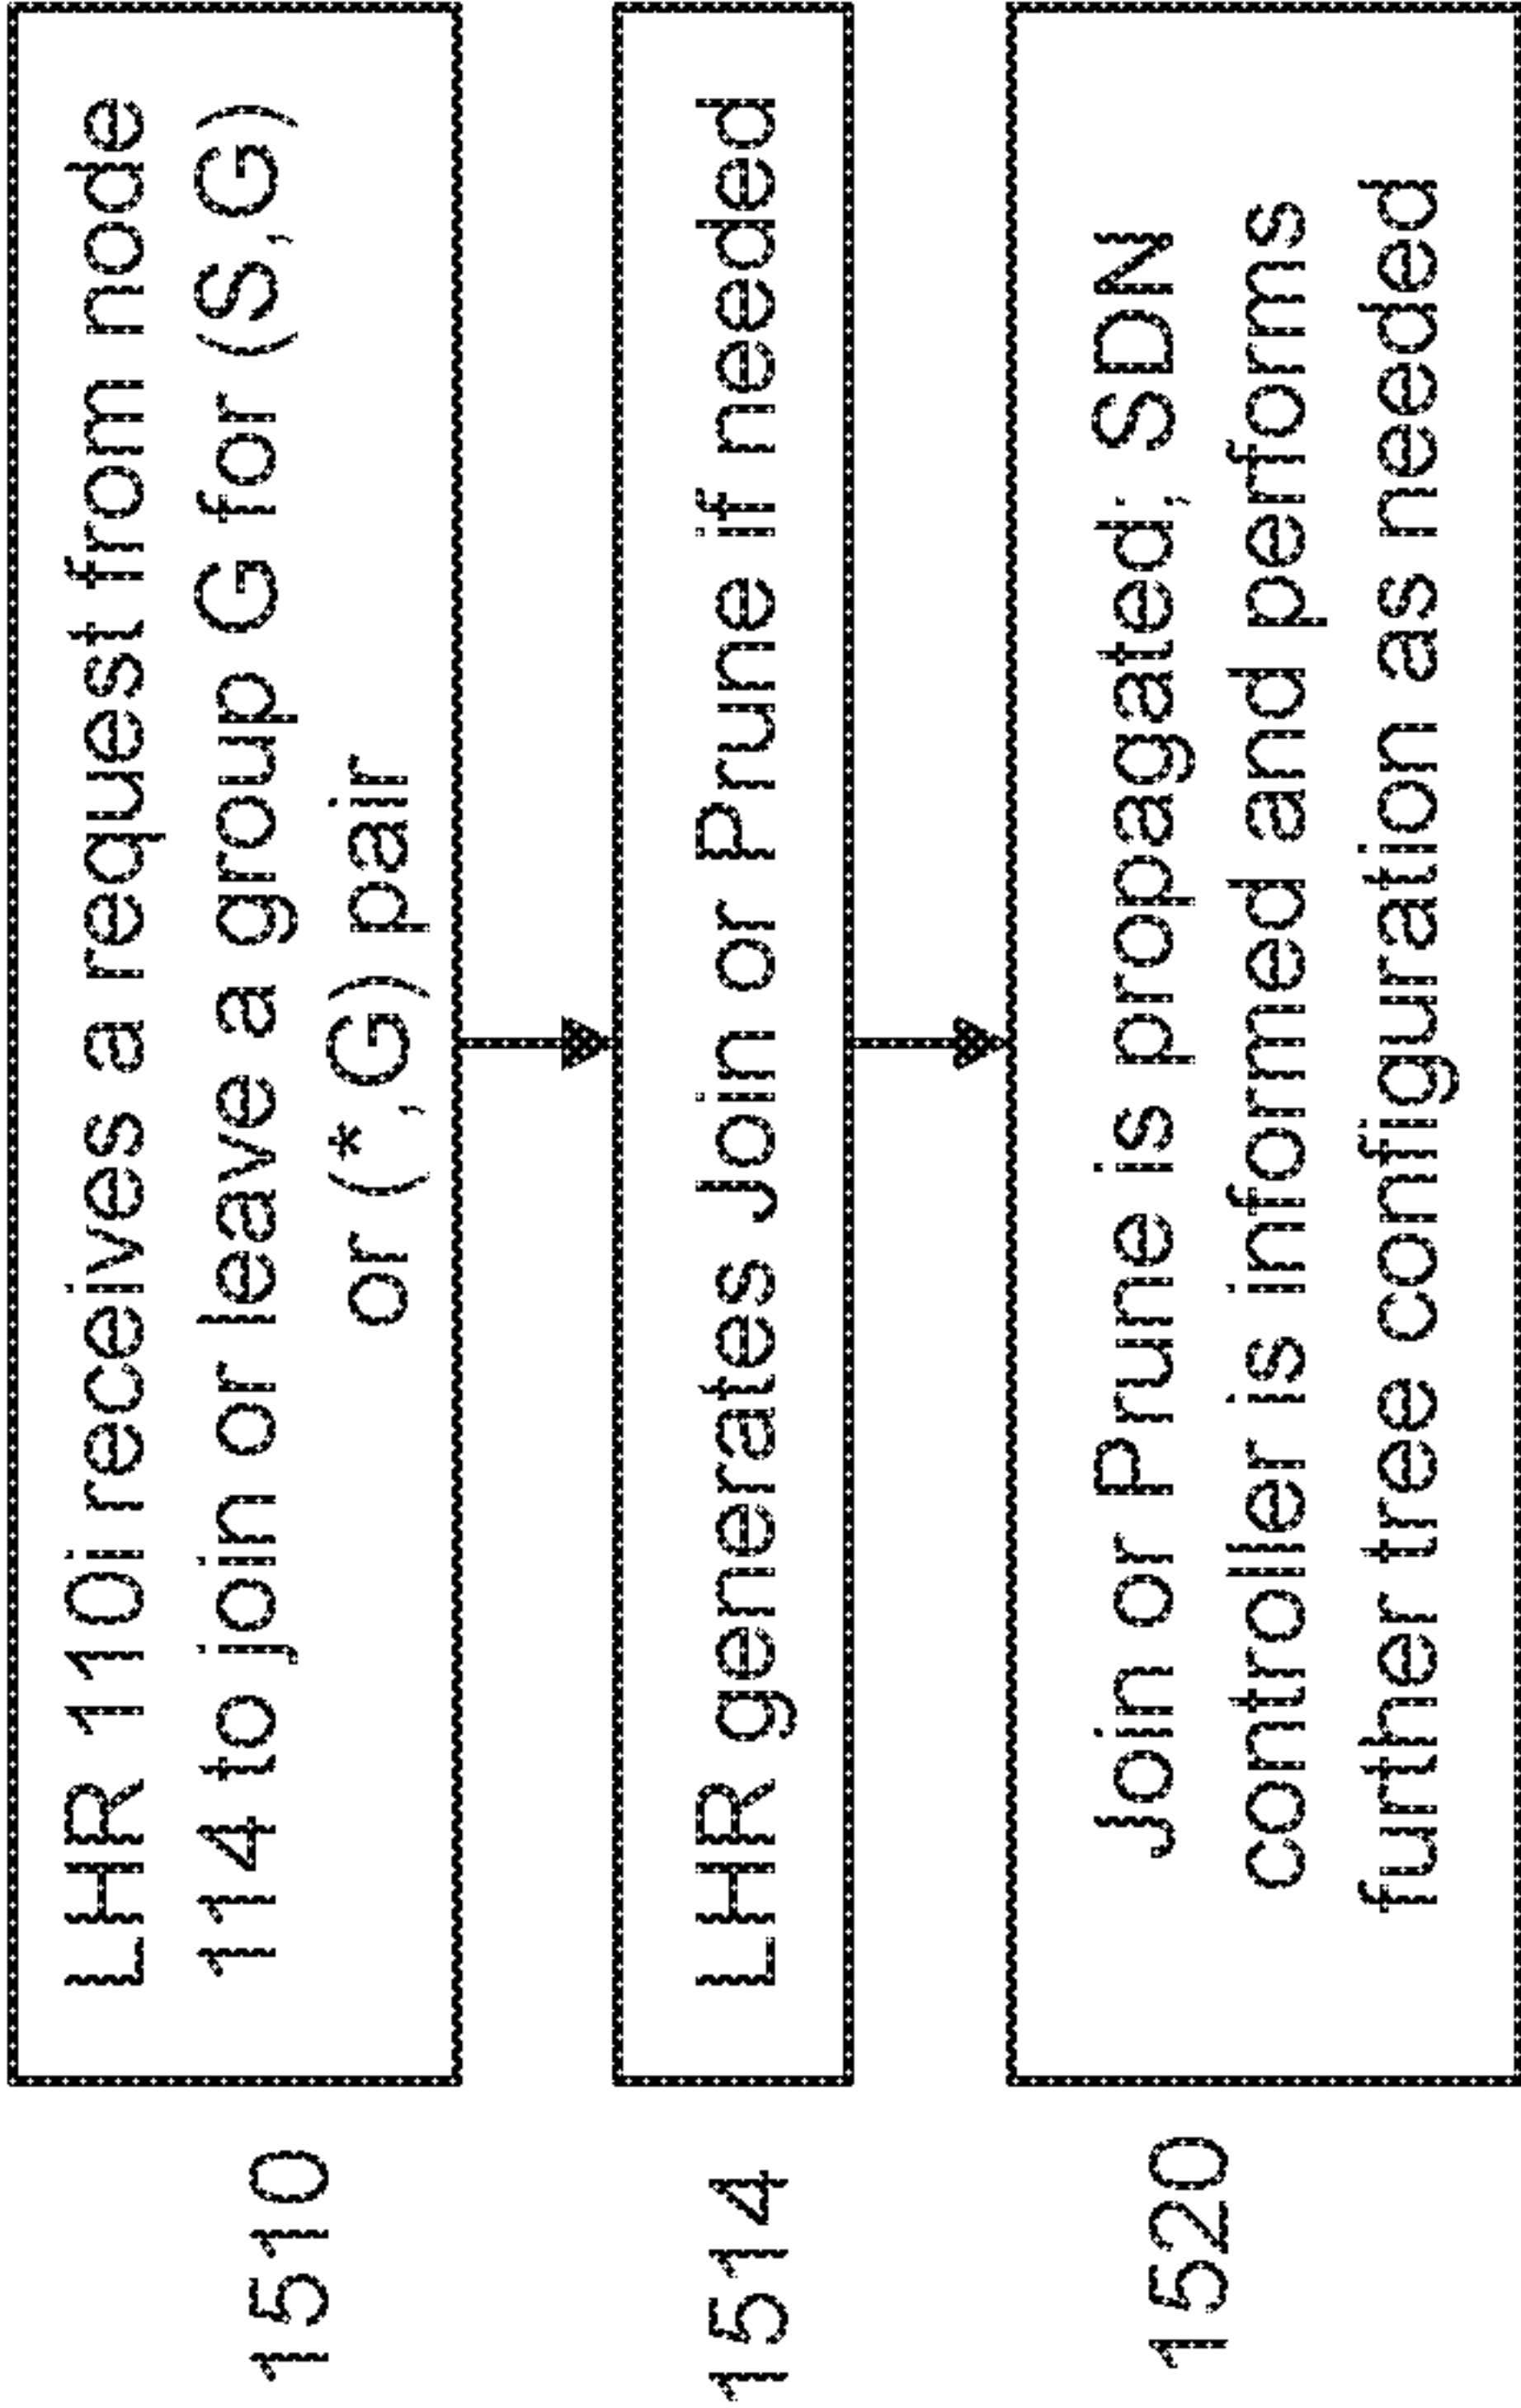 1510
LHR 110i receives a request from node
114 to join or leave a group G for (S,G)
or (*,G) pair
1514
LHR generates Join or Prune if needed
1520
Join or Prune is propagated; SDN
controller is informed and performs
further tree configuration as needed